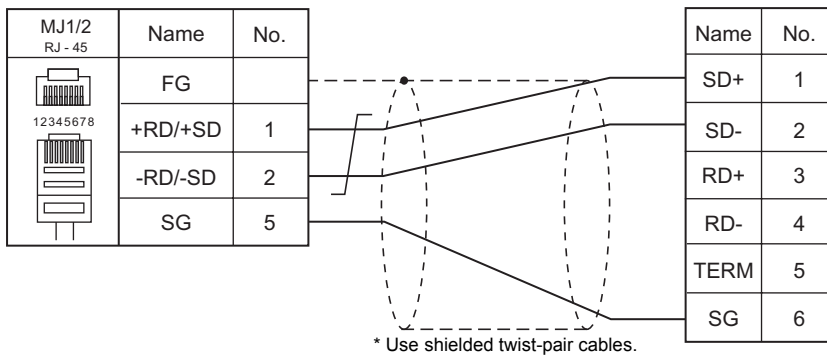 MJ1/2 Name No.
RJ - 45
FG
12345678
+RD/+SD 1
-RD/-SD 2
SG 5
Name No.
SD+ 1
SD- 2
RD+ 3
RD- 4
TERM 5
SG 6
* Use shielded twist-pair cables.